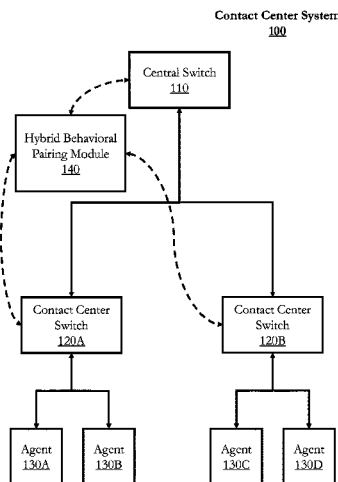 Contact Center System
100
Central Switch
110
Hybrid Behavioral
Pairing Module
140
Contact Center
Switch
120A
Contact Center
Switch
120B
Agent
130A
Agent
130B
Agent
130C
Agent
130D